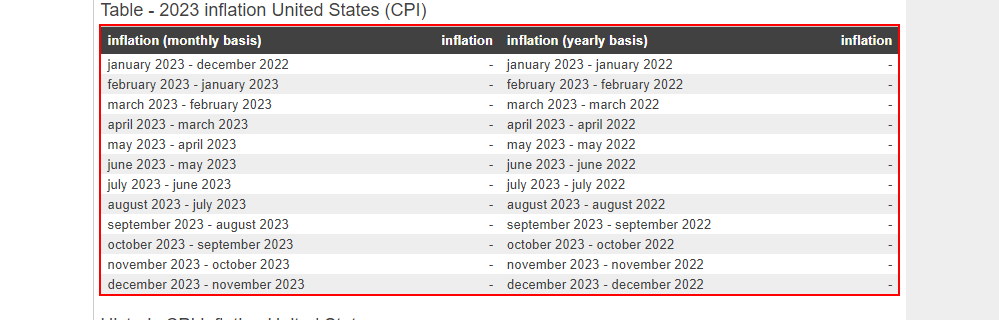 Table - 2023 inflation United States (CPI)
inflation (monthly basis) inflation inflation (yearly basis) inflation
january 2023 - december 2022 - january 2023 - january 2022 -
february 2023 - january 2023 - february 2023 - february 2022 -
march 2023 - february 2023 - march 2023 - march 2022 -
april 2023 - march 2023 - april 2023 - april 2022 -
may 2023 - april 2023 - may 2023 - may 2022 -
june 2023 - may 2023 - june 2023 - june 2022 -
july 2023 - june 2023 - july 2023 - july 2022 -
august 2023 - july 2023 - august 2023 - august 2022 -
september 2023 - august 2023 - september 2023 - september 2022 -
october 2023 - september 2023 - october 2023 - october 2022 -
november 2023 - october 2023 - november 2023 - november 2022 -
december 2023 - november 2023 - december 2023 - december 2022 -